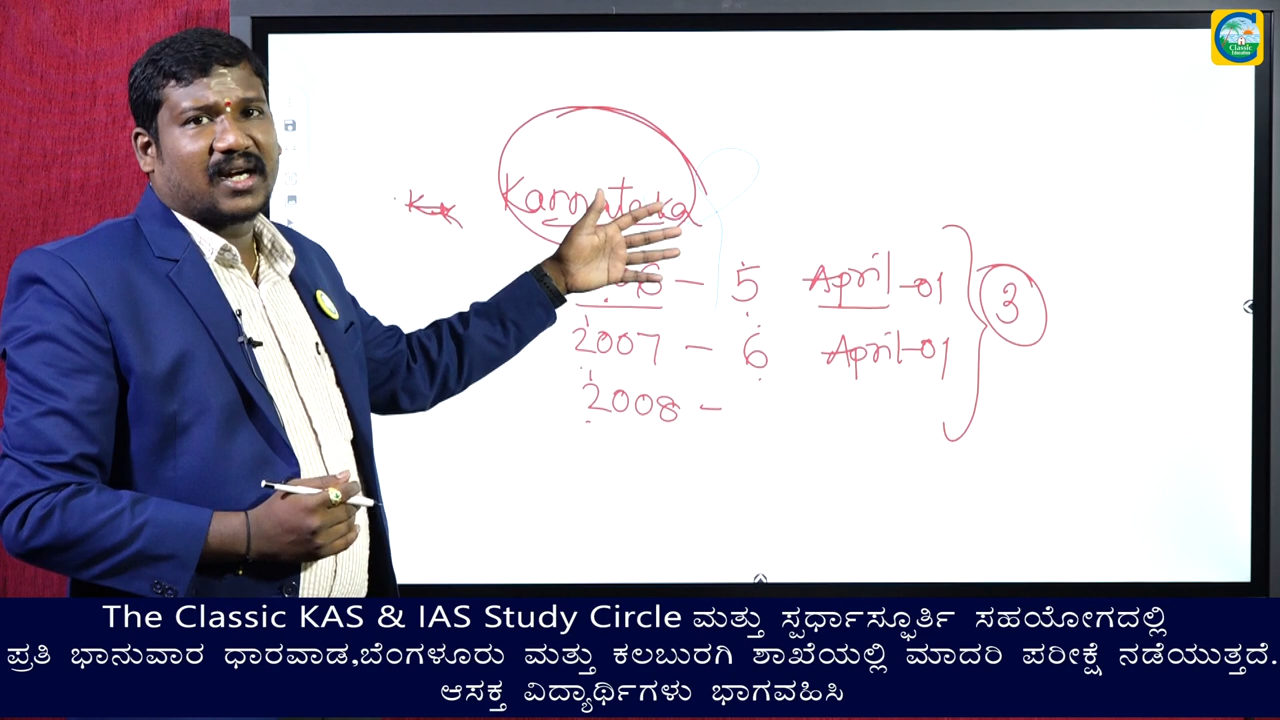 Classic
Education
Karnataka
5 April-01
2007 - 6 April-01
2008 -
3
The Classic KAS & IAS Study Circle ಮತ್ತು ಸ್ಪರ್ಧಾಸ್ಫೂರ್ತಿ ಸಹಯೋಗದಲ್ಲಿ
ಪ್ರತಿ ಭಾನುವಾರ ಧಾರವಾಡ,ಬೆಂಗಳೂರು ಮತ್ತು ಕಲಬುರಗಿ ಶಾಖೆಯಲ್ಲಿ ಮಾದರಿ ಪರೀಕ್ಷೆ ನಡೆಯುತ್ತದೆ.
ಆಸಕ್ತ ವಿದ್ಯಾರ್ಥಿಗಳು ಭಾಗವಹಿಸಿ